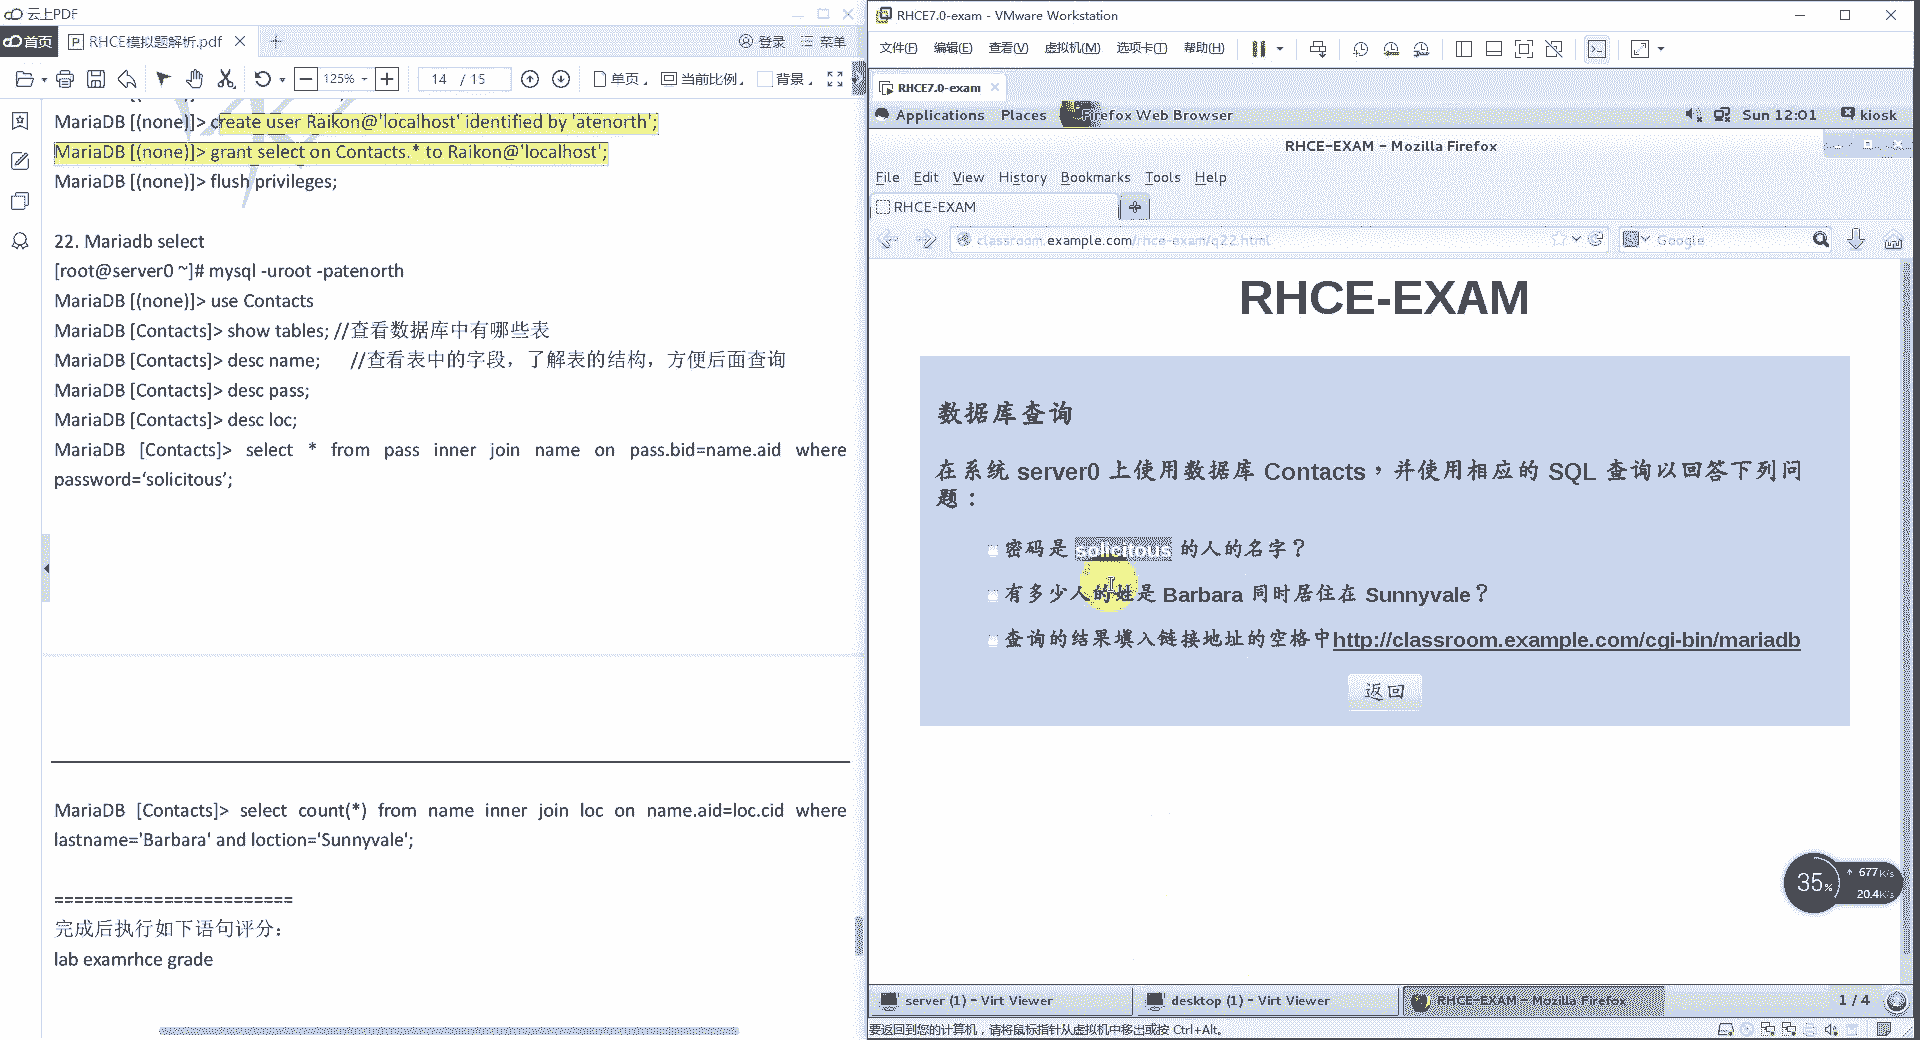 云上PDF
首页
RHCE模拟题解析.pdf
登录
菜单
125%
14 / 15
单页
当前比例
背景
MariaDB [(none)]> create user Raikon@'localhost' identified by 'atenorth';
MariaDB [(none)]> grant select on Contacts.* to Raikon@'localhost';
MariaDB [(none)]> flush privileges;
22. Mariadb select
[root@server0 ~]# mysql -uroot -patenorth
MariaDB [(none)]> use Contacts
MariaDB [Contacts]> show tables; //查看数据库中有哪些表
MariaDB [Contacts]> desc name; //查看表中的字段，了解表的结构，方便后面查询
MariaDB [Contacts]> desc pass;
MariaDB [Contacts]> desc loc;
MariaDB [Contacts]> select * from pass inner join name on pass.bid=name.aid where
password=‘solicitous’;
MariaDB [Contacts]> select count(*) from name inner join loc on name.aid=loc.cid where
lastname='Barbara' and loction='Sunnyvale';
========================
完成后执行如下语句评分：
lab examrhce grade
RHCE7.0-exam - VMware Workstation
文件(F) 编辑(E) 查看(V) 虚拟机(M) 选项卡(T) 帮助(H)
RHCE7.0-exam
Applications Places Firefox Web Browser Sun 12:01 kiosk
RHCE-EXAM - Mozilla Firefox
File Edit View History Bookmarks Tools Help
RHCE-EXAM
classroom.example.com/rhce-exam/q22.html
Google
RHCE-EXAM
数据库查询
在系统 server0 上使用数据库 Contacts，并使用相应的 SQL 查询以回答下列问
题：
密码是 solicitous 的人的名字？
有多少人的姓是 Barbara 同时居住在 Sunnyvale？
查询的结果填入链接地址的空格中http://classroom.example.com/cgi-bin/mariadb
返回
35%
677K/s
20.4K/s
server (1) - Virt Viewer
desktop (1) - Virt Viewer
RHCE-EXAM - Mozilla Firefox
1 / 4
要返回到您的计算机，请将鼠标指针从虚拟机中移出或按 Ctrl+Alt。